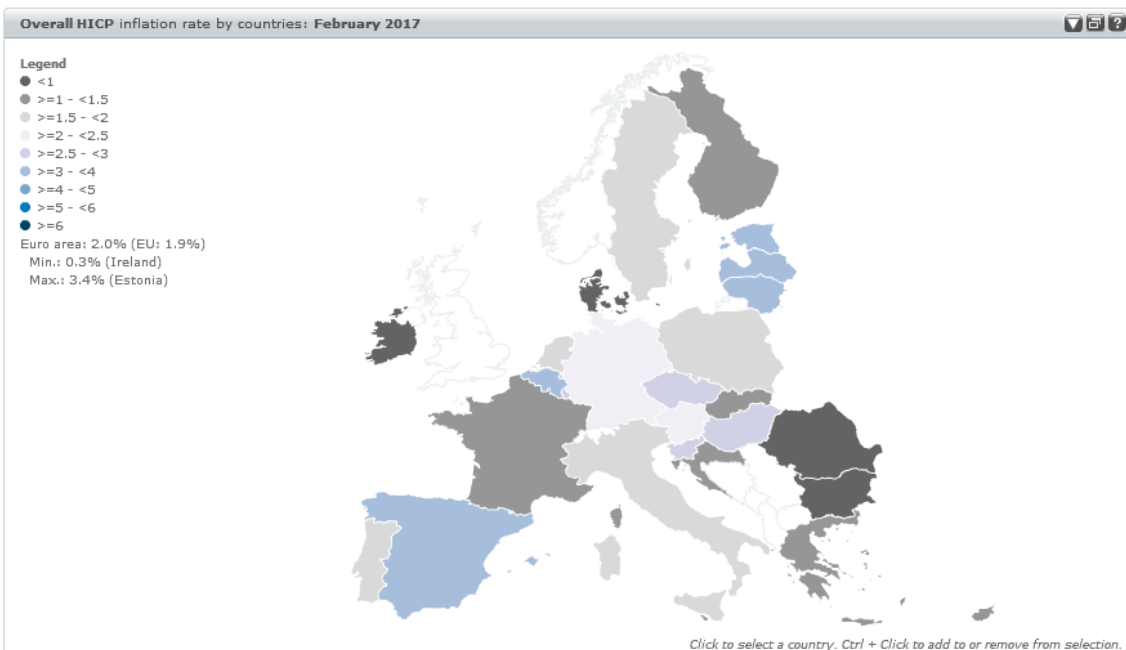 Overall HICP inflation rate by countries: February 2017
Legend
<1
>=1 - <1.5
>=1.5 - <2
>=2 - <2.5
>=2.5 - <3
>=3 - <4
>=4 - <5
>=5 - <6
>=6
Euro area: 2.0% (EU: 1.9%)
Min.: 0.3% (Ireland)
Max.: 3.4% (Estonia)
Click to select a country. Ctrl + Click to add to or remove from selection.